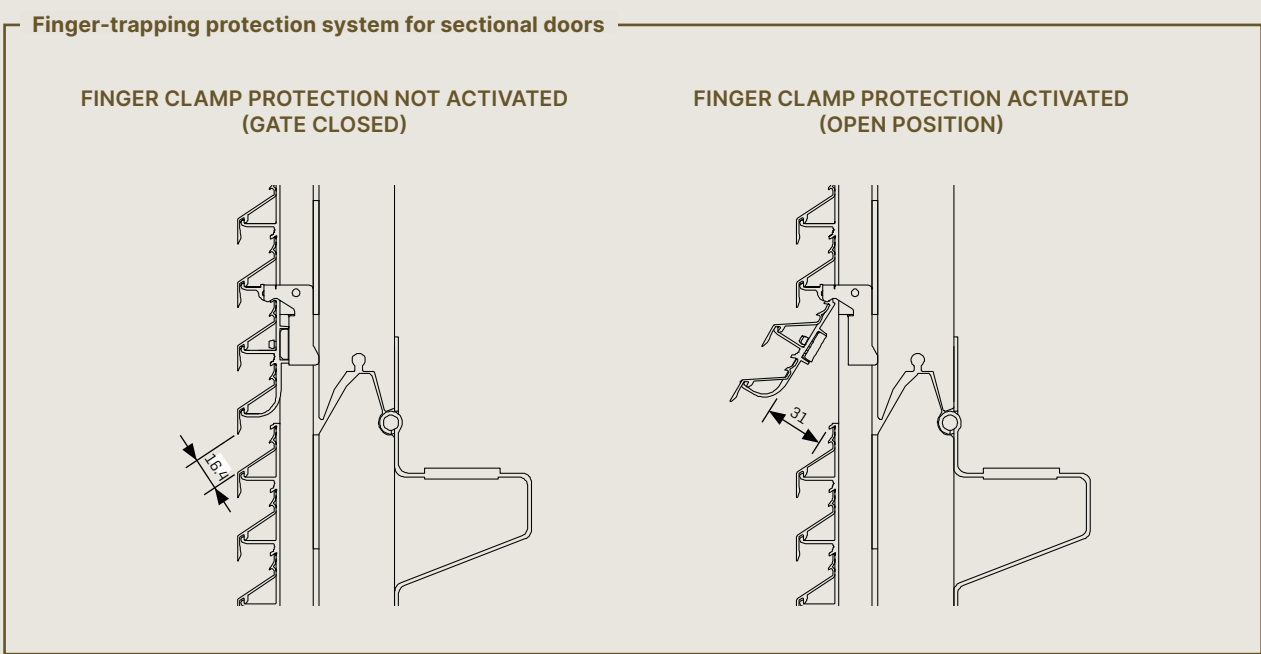 Finger-trapping protection system for sectional doors
FINGER CLAMP PROTECTION NOT ACTIVATED
(GATE CLOSED)
FINGER CLAMP PROTECTION ACTIVATED
(OPEN POSITION)
16.4
31